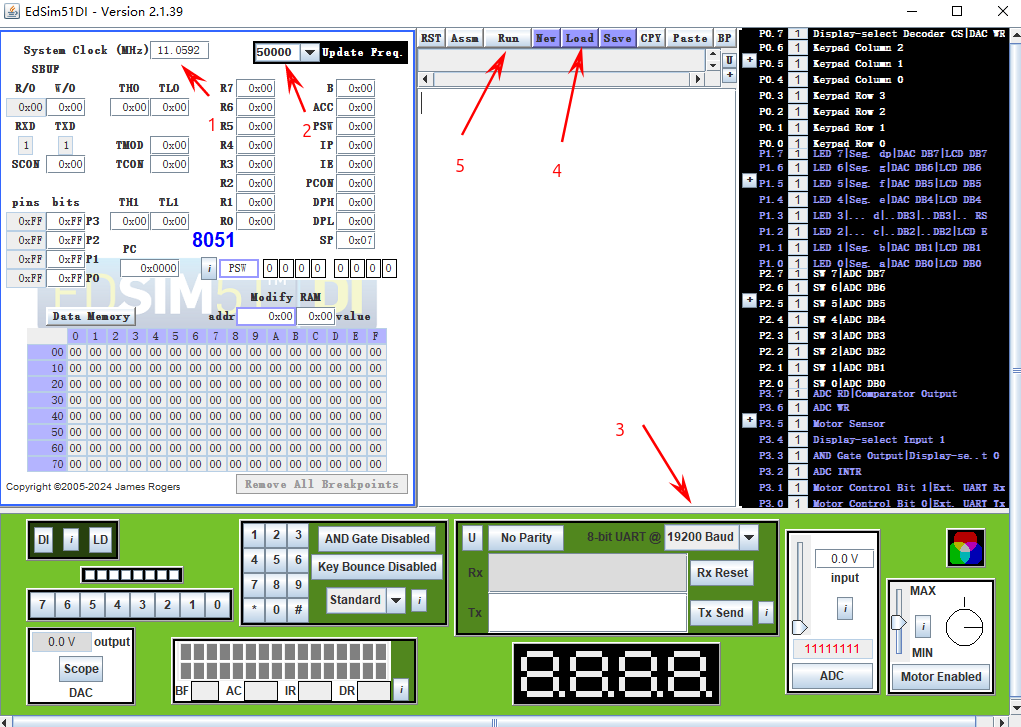 EdSim51DI - Version 2.1.39
System Clock (MHz) 11.0592
50000 Update Freq.
SBUF
R/O W/O TH0 TL0 R7 0x00 B 0x00
0x00 0x00 0x00 0x00 R6 0x00 ACC 0x00
RXD TXD 1 R5 0x00 2 PSW 0x00
1 1 TMOD 0x00 R4 0x00 IP 0x00
SCON 0x00 TCON 0x00 R3 0x00 IE 0x00
R2 0x00 PCON 0x00
pins bits TH1 TL1 R1 0x00 DPH 0x00
0xFF 0xFF P3 0x00 0x00 R0 0x00 DPL 0x00
0xFF 0xFF P2 8051 SP 0x07
0xFF 0xFF P1 PC
0xFF 0xFF P0 0x0000 i PSW 0 0 0 0 0 0 0 0
EDSIM51DI TM
Modify RAM
Data Memory addr 0x00 0x00 value
0 1 2 3 4 5 6 7 8 9 A B C D E F
00 00 00 00 00 00 00 00 00 00 00 00 00 00 00 00 00
10 00 00 00 00 00 00 00 00 00 00 00 00 00 00 00 00
20 00 00 00 00 00 00 00 00 00 00 00 00 00 00 00 00
30 00 00 00 00 00 00 00 00 00 00 00 00 00 00 00 00
40 00 00 00 00 00 00 00 00 00 00 00 00 00 00 00 00
50 00 00 00 00 00 00 00 00 00 00 00 00 00 00 00 00
60 00 00 00 00 00 00 00 00 00 00 00 00 00 00 00 00
70 00 00 00 00 00 00 00 00 00 00 00 00 00 00 00 00
Copyright ©2005-2024 James Rogers Remove All Breakpoints
RST Assm Run New Load Save CPY Paste BP
U
+
5 4
3
P0.7 1 Display-select Decoder CS|DAC WR
P0.6 1 Keypad Column 2
+ P0.5 1 Keypad Column 1
P0.4 1 Keypad Column 0
P0.3 1 Keypad Row 3
P0.2 1 Keypad Row 2
P0.1 1 Keypad Row 1
P0.0 1 Keypad Row 0
P1.7 1 LED 7|Seg. dp|DAC DB7|LCD DB7
P1.6 1 LED 6|Seg. g|DAC DB6|LCD DB6
+ P1.5 1 LED 5|Seg. f|DAC DB5|LCD DB5
P1.4 1 LED 4|Seg. e|DAC DB4|LCD DB4
P1.3 1 LED 3|... d|..DB3|..DB3|.. RS
P1.2 1 LED 2|... c|..DB2|..DB2|LCD E
P1.1 1 LED 1|Seg. b|DAC DB1|LCD DB1
P1.0 1 LED 0|Seg. a|DAC DB0|LCD DB0
P2.7 1 SW 7|ADC DB7
P2.6 1 SW 6|ADC DB6
+ P2.5 1 SW 5|ADC DB5
P2.4 1 SW 4|ADC DB4
P2.3 1 SW 3|ADC DB3
P2.2 1 SW 2|ADC DB2
P2.1 1 SW 1|ADC DB1
P2.0 1 SW 0|ADC DB0
P3.7 1 ADC RD|Comparator Output
P3.6 1 ADC WR
+ P3.5 1 Motor Sensor
P3.4 1 Display-select Input 1
P3.3 1 AND Gate Output|Display-se..t 0
P3.2 1 ADC INTR
P3.1 1 Motor Control Bit 1|Ext. UART Rx
P3.0 1 Motor Control Bit 0|Ext. UART Tx
DI i LD
7 6 5 4 3 2 1 0
0.0 V output
Scope
DAC
1 2 3
4 5 6
7 8 9
* 0 #
AND Gate Disabled
Key Bounce Disabled
Standard i
BF AC IR DR i
U No Parity 8-bit UART @ 19200 Baud
Rx Rx Reset
Tx Tx Send i
8.8.8.8.
0.0 V
input
i
11111111
ADC
MAX
i
MIN
Motor Enabled